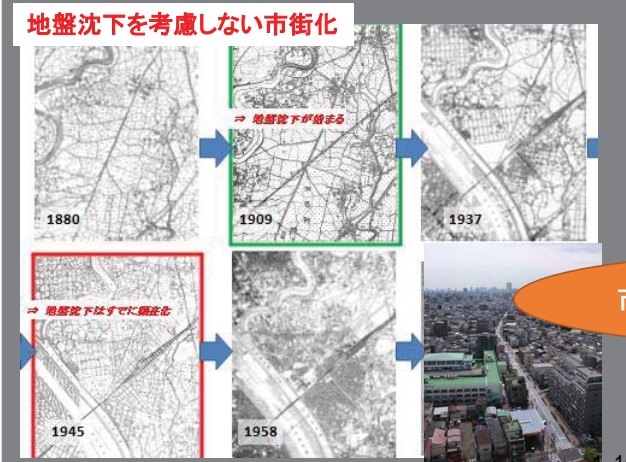 地盤沈下を考慮しない市街化
⇒ 地盤沈下が始まる
1880
1909
1937
⇒ 地盤沈下はすでに顕在化
1945
1958
市